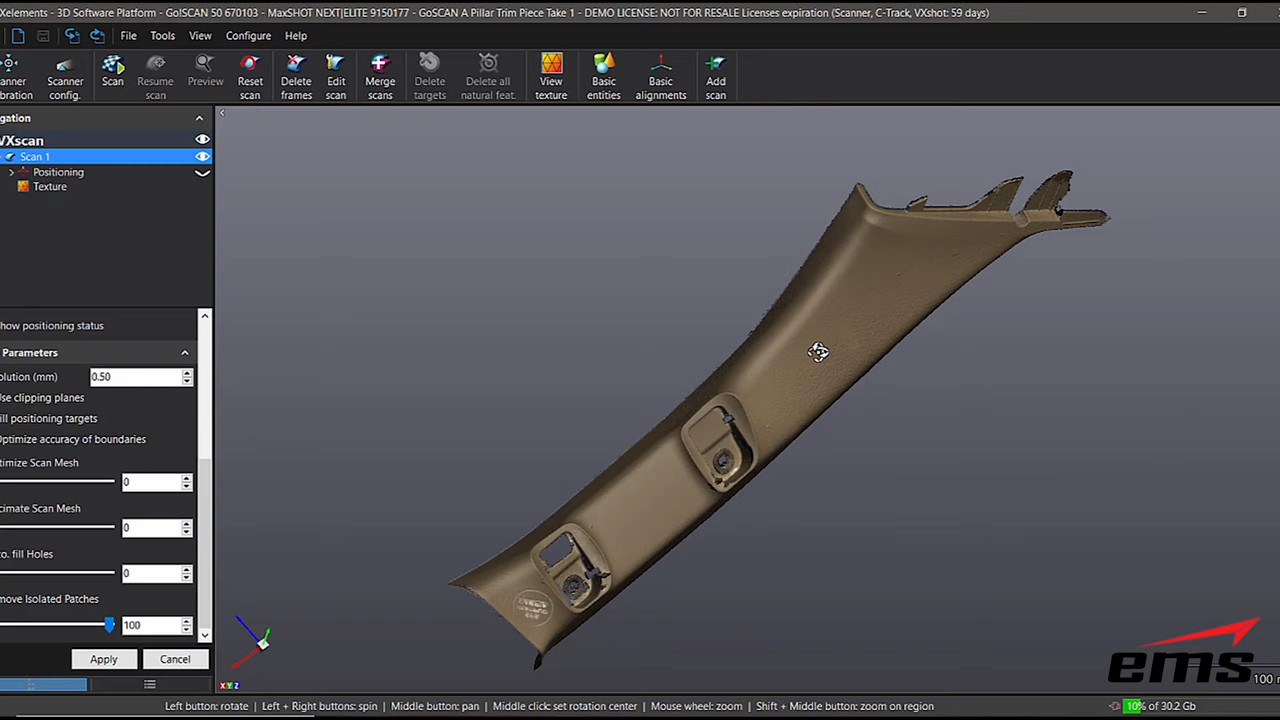 Xelements - 3D Software Platform - Go!SCAN 50 670103 - MaxSHOT NEXT|ELITE 9150177 - GoSCAN A Pillar Trim Piece Take 1 - DEMO LICENSE: NOT FOR RESALE Licenses expiration (Scanner, C-Track, VXshot: 59 days)
File Tools View Configure Help
anner bration
Scanner config.
Scan
Resume scan
Preview
Reset scan
Delete frames
Edit scan
Merge scans
Delete targets
Delete all natural feat.
View texture
Basic entities
Basic alignments
Add scan
gation
VXscan
Scan 1
Positioning
Texture
how positioning status
Parameters
olution (mm) 0.50
Use clipping planes
ill positioning targets
Optimize accuracy of boundaries
timize Scan Mesh
0
cimate Scan Mesh
0
to. fill Holes
0
move Isolated Patches
100
Apply Cancel
X Y Z
AIRBAG
ems
100 m
Left button: rotate | Left + Right buttons: spin | Middle button: pan | Middle click: set rotation center | Mouse wheel: zoom | Shift + Middle button: zoom on region
10% of 30.2 Gb